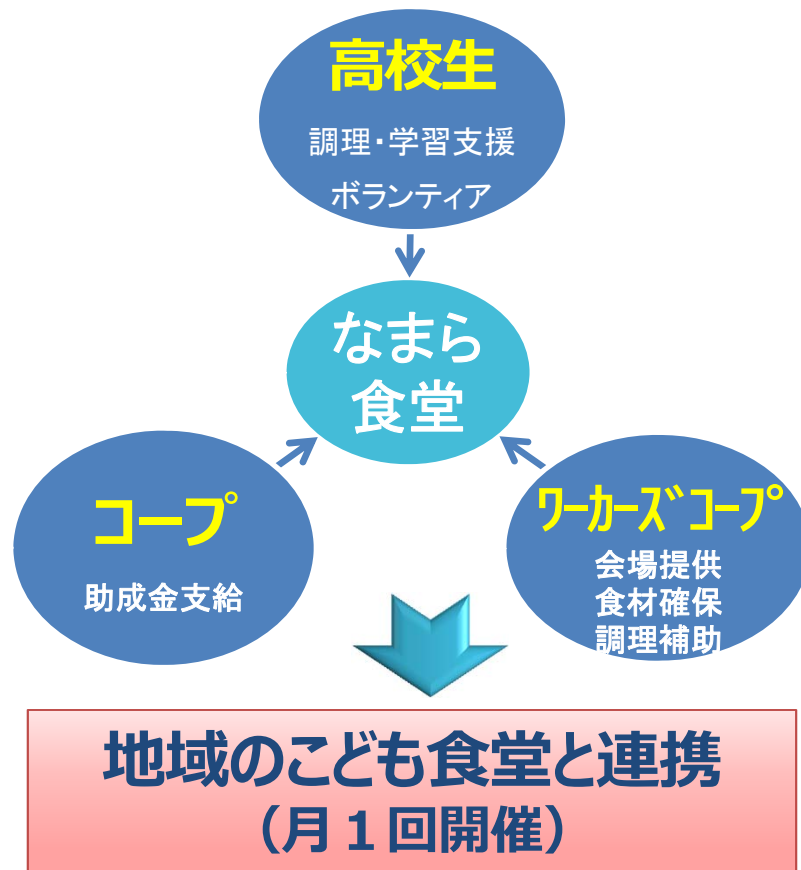 高校生
調理・学習支援
ボランティア
なまら
食堂
コープ
助成金支給
ﾜｰｶｰｽﾞｺｰﾌﾟ
会場提供
食材確保
調理補助
地域のこども食堂と連携
（月１回開催）